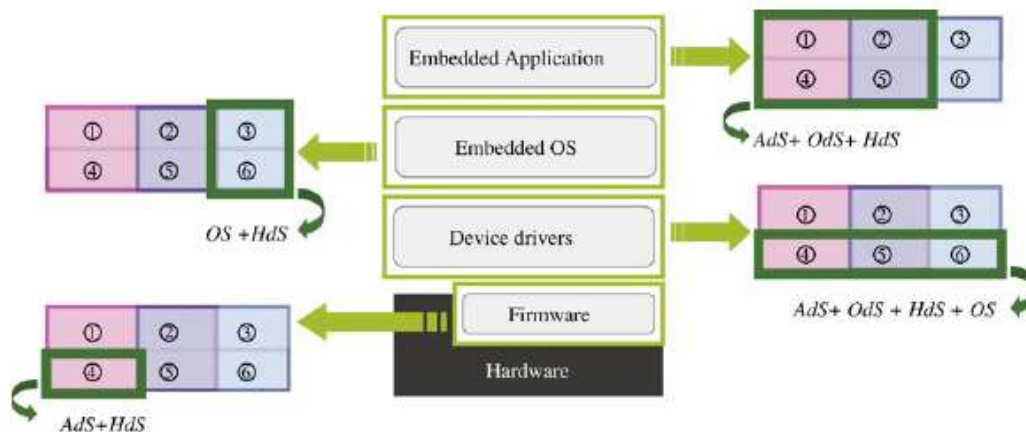 Embedded Application
① ② ③
④ ⑤ ⑥
AdS+ OdS+ HdS
① ② ③
④ ⑤ ⑥
OS +HdS
Embedded OS
Device drivers
① ② ③
④ ⑤ ⑥
AdS+ OdS + HdS + OS
① ② ③
④ ⑤ ⑥
AdS+HdS
Firmware
Hardware